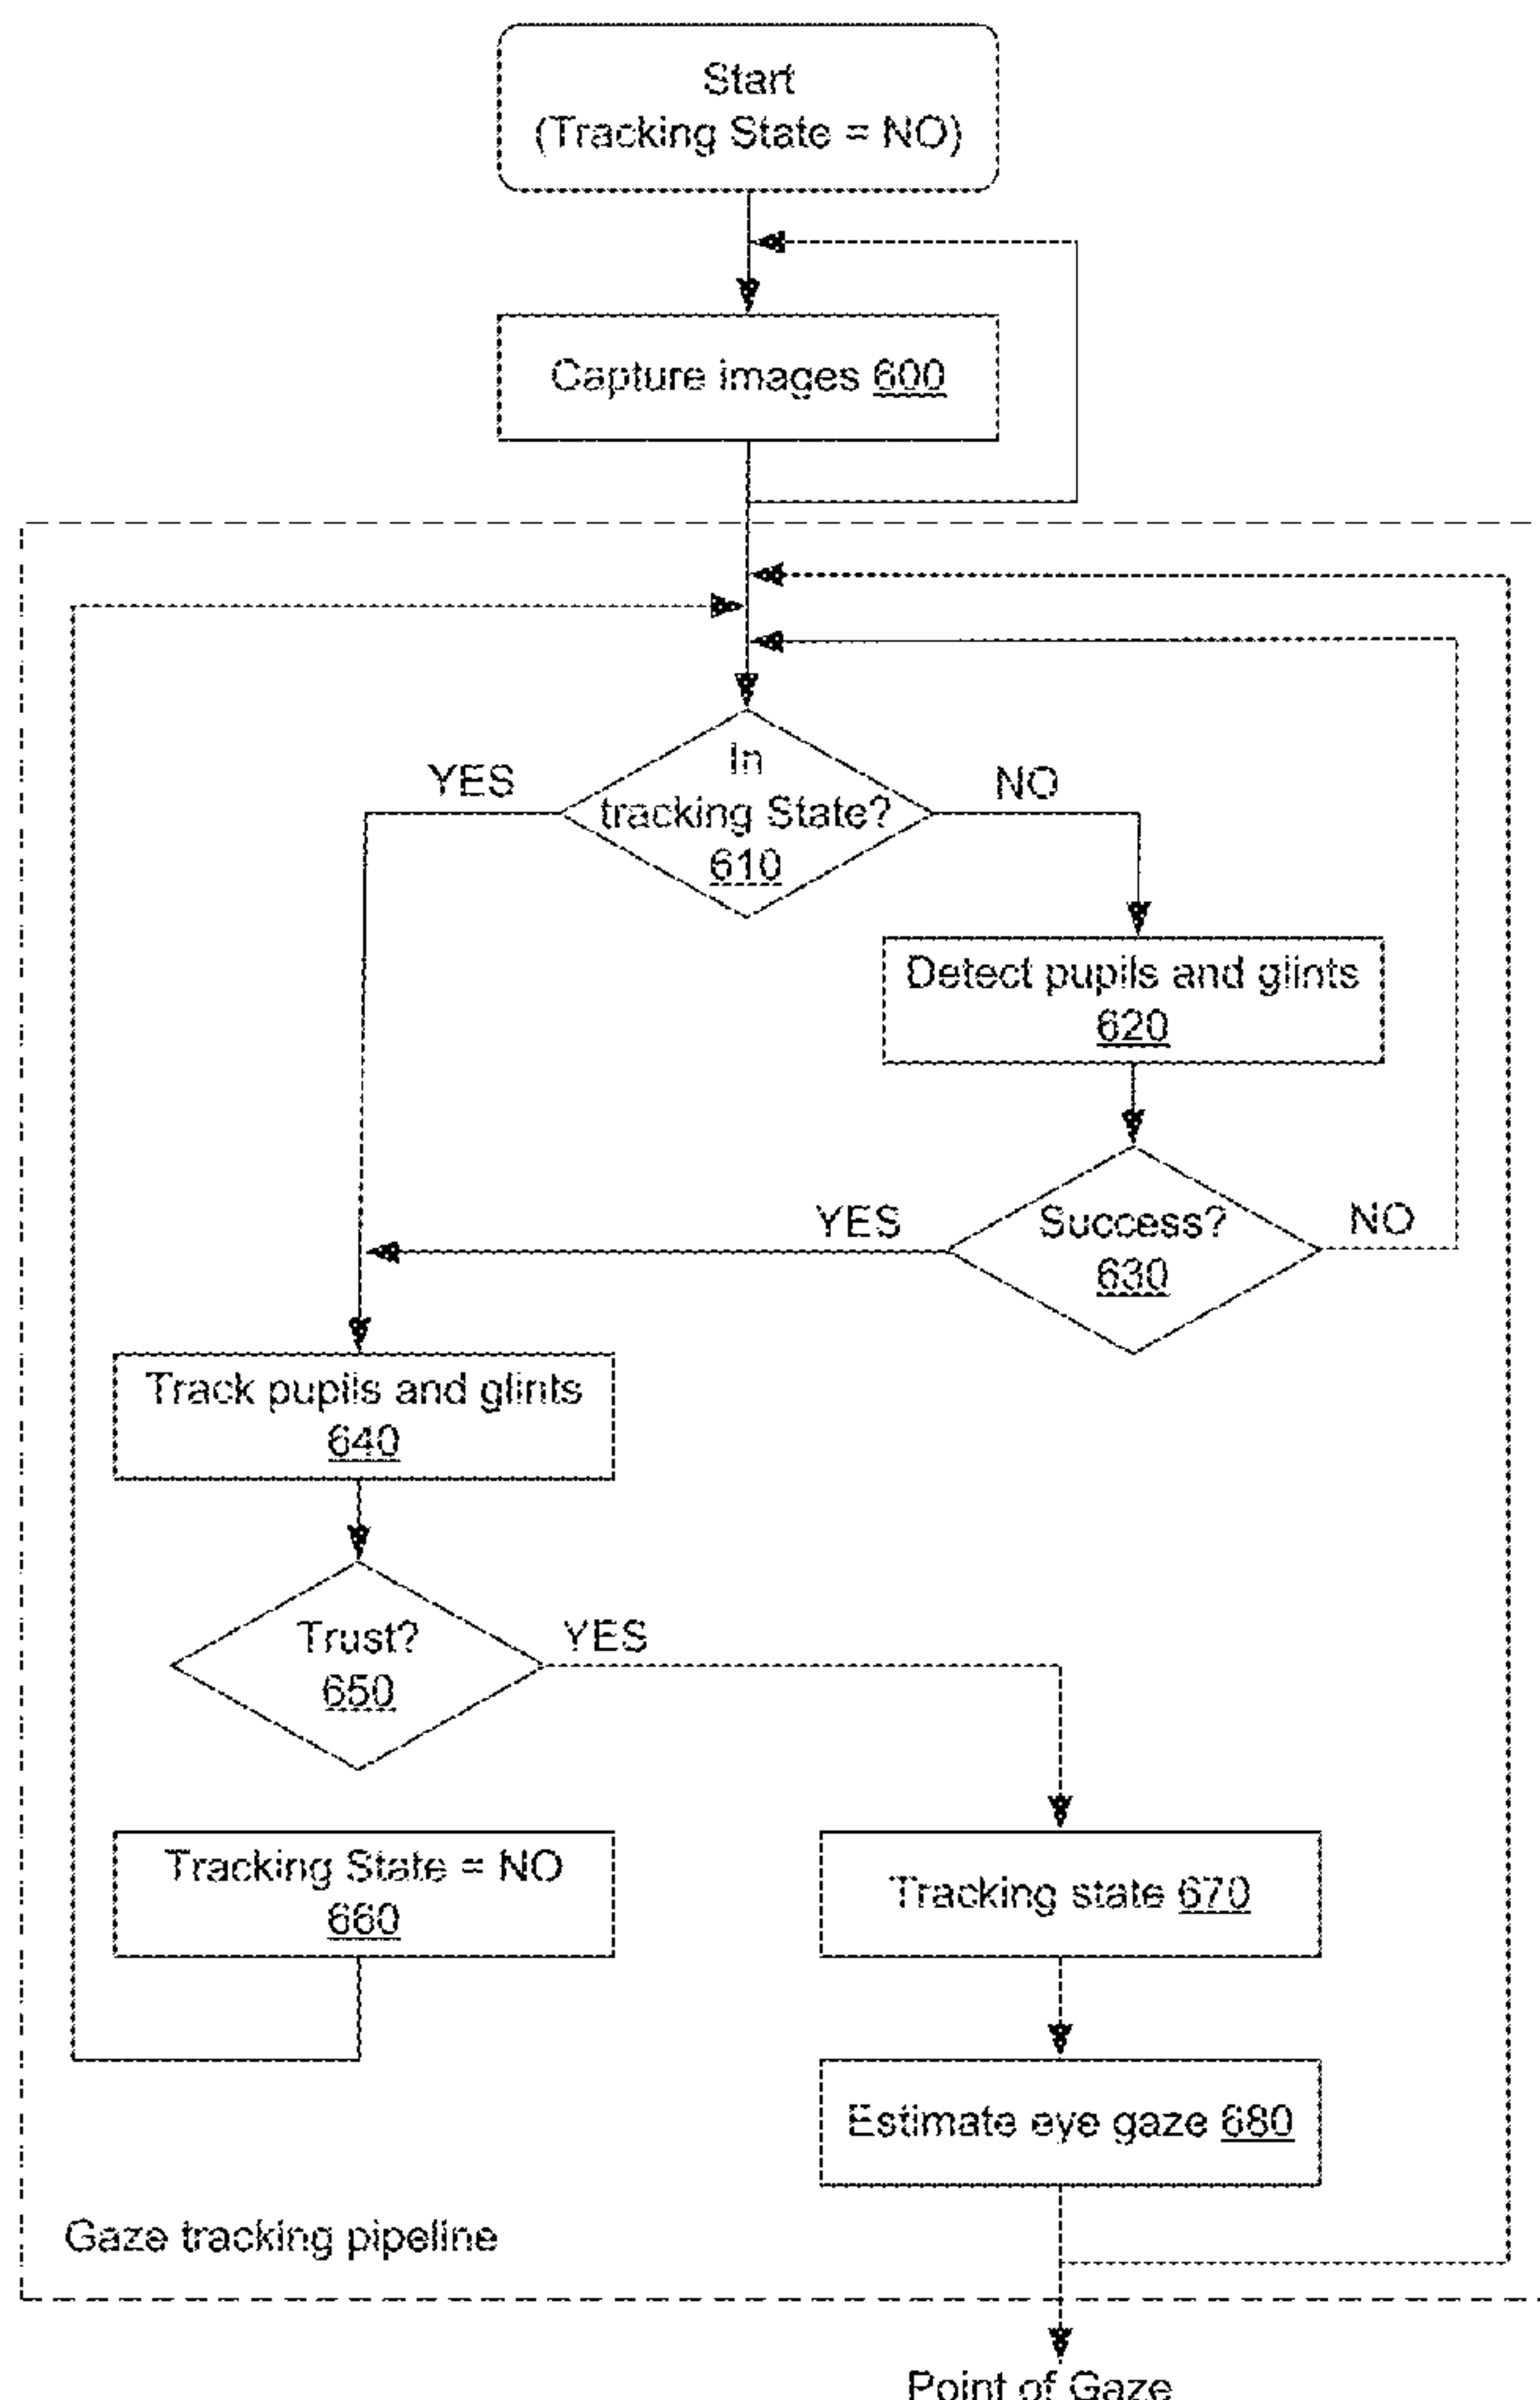 Start
(Tracking State = NO)
Capture images 600
In
tracking State?
610
YES
NO
Detect pupils and glints
620
Success?
630
YES
NO
Track pupils and glints
640
Trust?
650
YES
Tracking State = NO
660
Tracking state 670
Estimate eye gaze 680
Gaze tracking pipeline
Point of Gaze